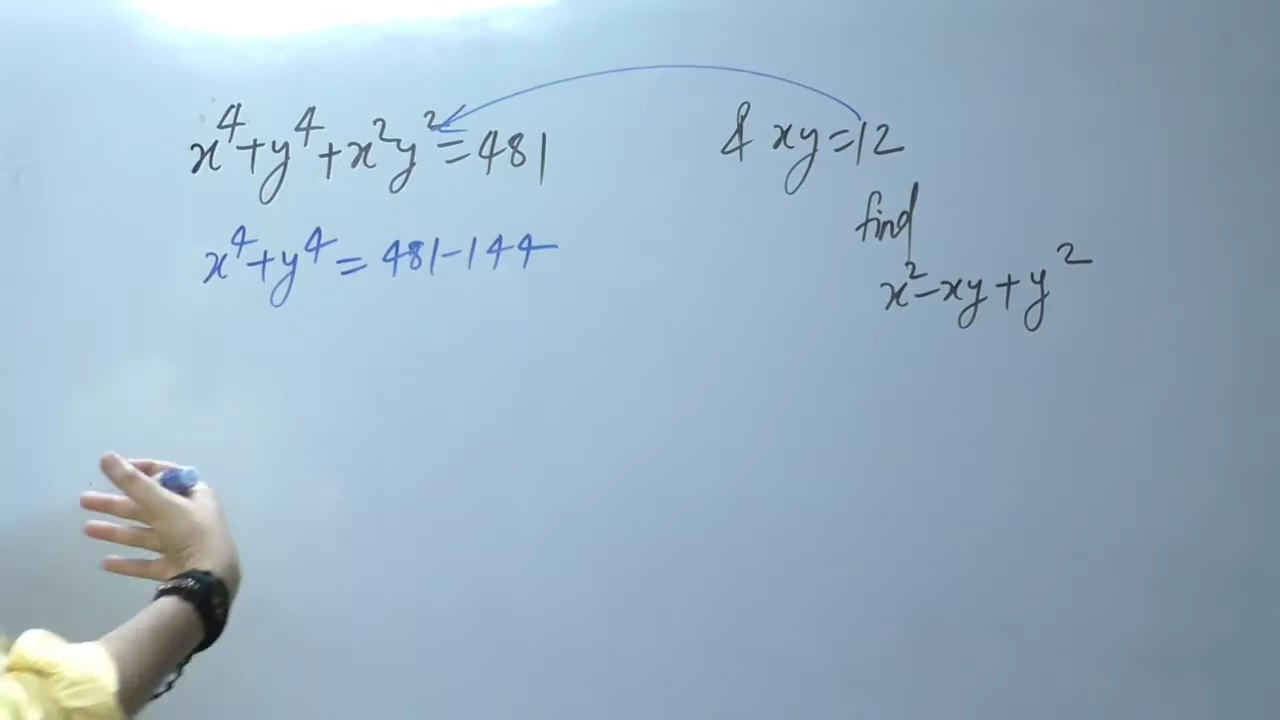 x⁴+y⁴+x²y²=481 & xy=12
find
x⁴+y⁴=481-144
x²-xy+y²